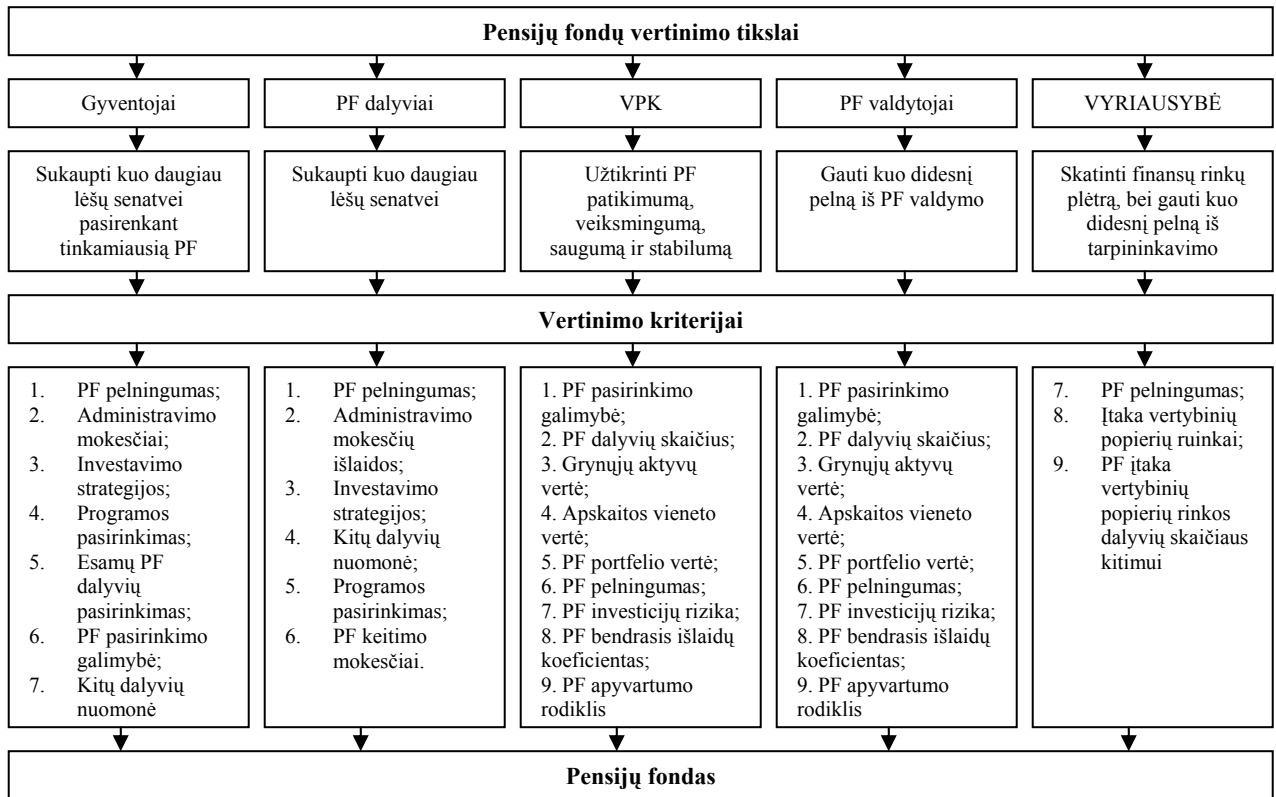 Pensijų fondų vertinimo tikslai
Gyventojai
PF dalyviai
VPK
PF valdytojai
VYRIAUSYBĖ
Sukaupti kuo daugiau
lėšų senatvei
pasirenkant
tinkamiausią PF
Sukaupti kuo daugiau
lėšų senatvei
Užtikrinti PF
patikimumą,
veiksmingumą,
saugumą ir stabilumą
Gauti kuo didesnį
pelną iš PF valdymo
Skatinti finansų rinkų
plėtrą, bei gauti kuo
didesnį pelną iš
tarpininkavimo
Vertinimo kriterijai
1. PF pelningumas;
2. Administravimo
mokesčiai;
3. Investavimo
strategijos;
4. Programos
pasirinkimas;
5. Esamų PF
dalyvių
pasirinkimas;
6. PF pasirinkimo
galimybė;
7. Kitų dalyvių
nuomonė
1. PF pelningumas;
2. Administravimo
mokesčių
išlaidos;
3. Investavimo
strategijos;
4. Kitų dalyvių
nuomonė;
5. Programos
pasirinkimas;
6. PF keitimo
mokesčiai.
1. PF pasirinkimo
galimybė;
2. PF dalyvių skaičius;
3. Grynųjų aktyvų
vertė;
4. Apskaitos vieneto
vertė;
5. PF portfelio vertė;
6. PF pelningumas;
7. PF investicijų rizika;
8. PF bendrasis išlaidų
koeficientas;
9. PF apyvartumo
rodiklis
1. PF pasirinkimo
galimybė;
2. PF dalyvių skaičius;
3. Grynųjų aktyvų
vertė;
4. Apskaitos vieneto
vertė;
5. PF portfelio vertė;
6. PF pelningumas;
7. PF investicijų rizika;
8. PF bendrasis išlaidų
koeficientas;
9. PF apyvartumo
rodiklis
7. PF pelningumas;
8. Įtaka vertybinių
popierių ruinkai;
9. PF įtaka
vertybinių
popierių rinkos
dalyvių skaičiaus
kitimui
Pensijų fondas